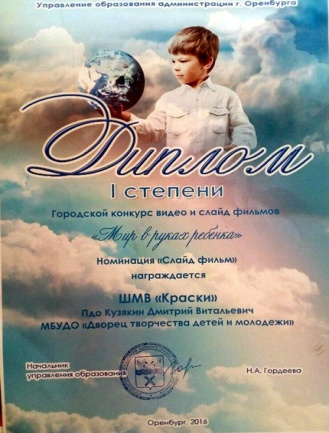 Управление образования администрации г. Оренбурга
Диплом
I степени
Городской конкурс видео и слайд фильмов
«Мир в руках ребенка»
Номинация «Слайд фильм»
награждается
ШМВ «Краски»
Пдо Кузякин Дмитрий Витальевич
МБУДО «Дворец творчества детей и молодежи»
Начальник
управления образования
Н.А. Гордеева
Оренбург, 2016